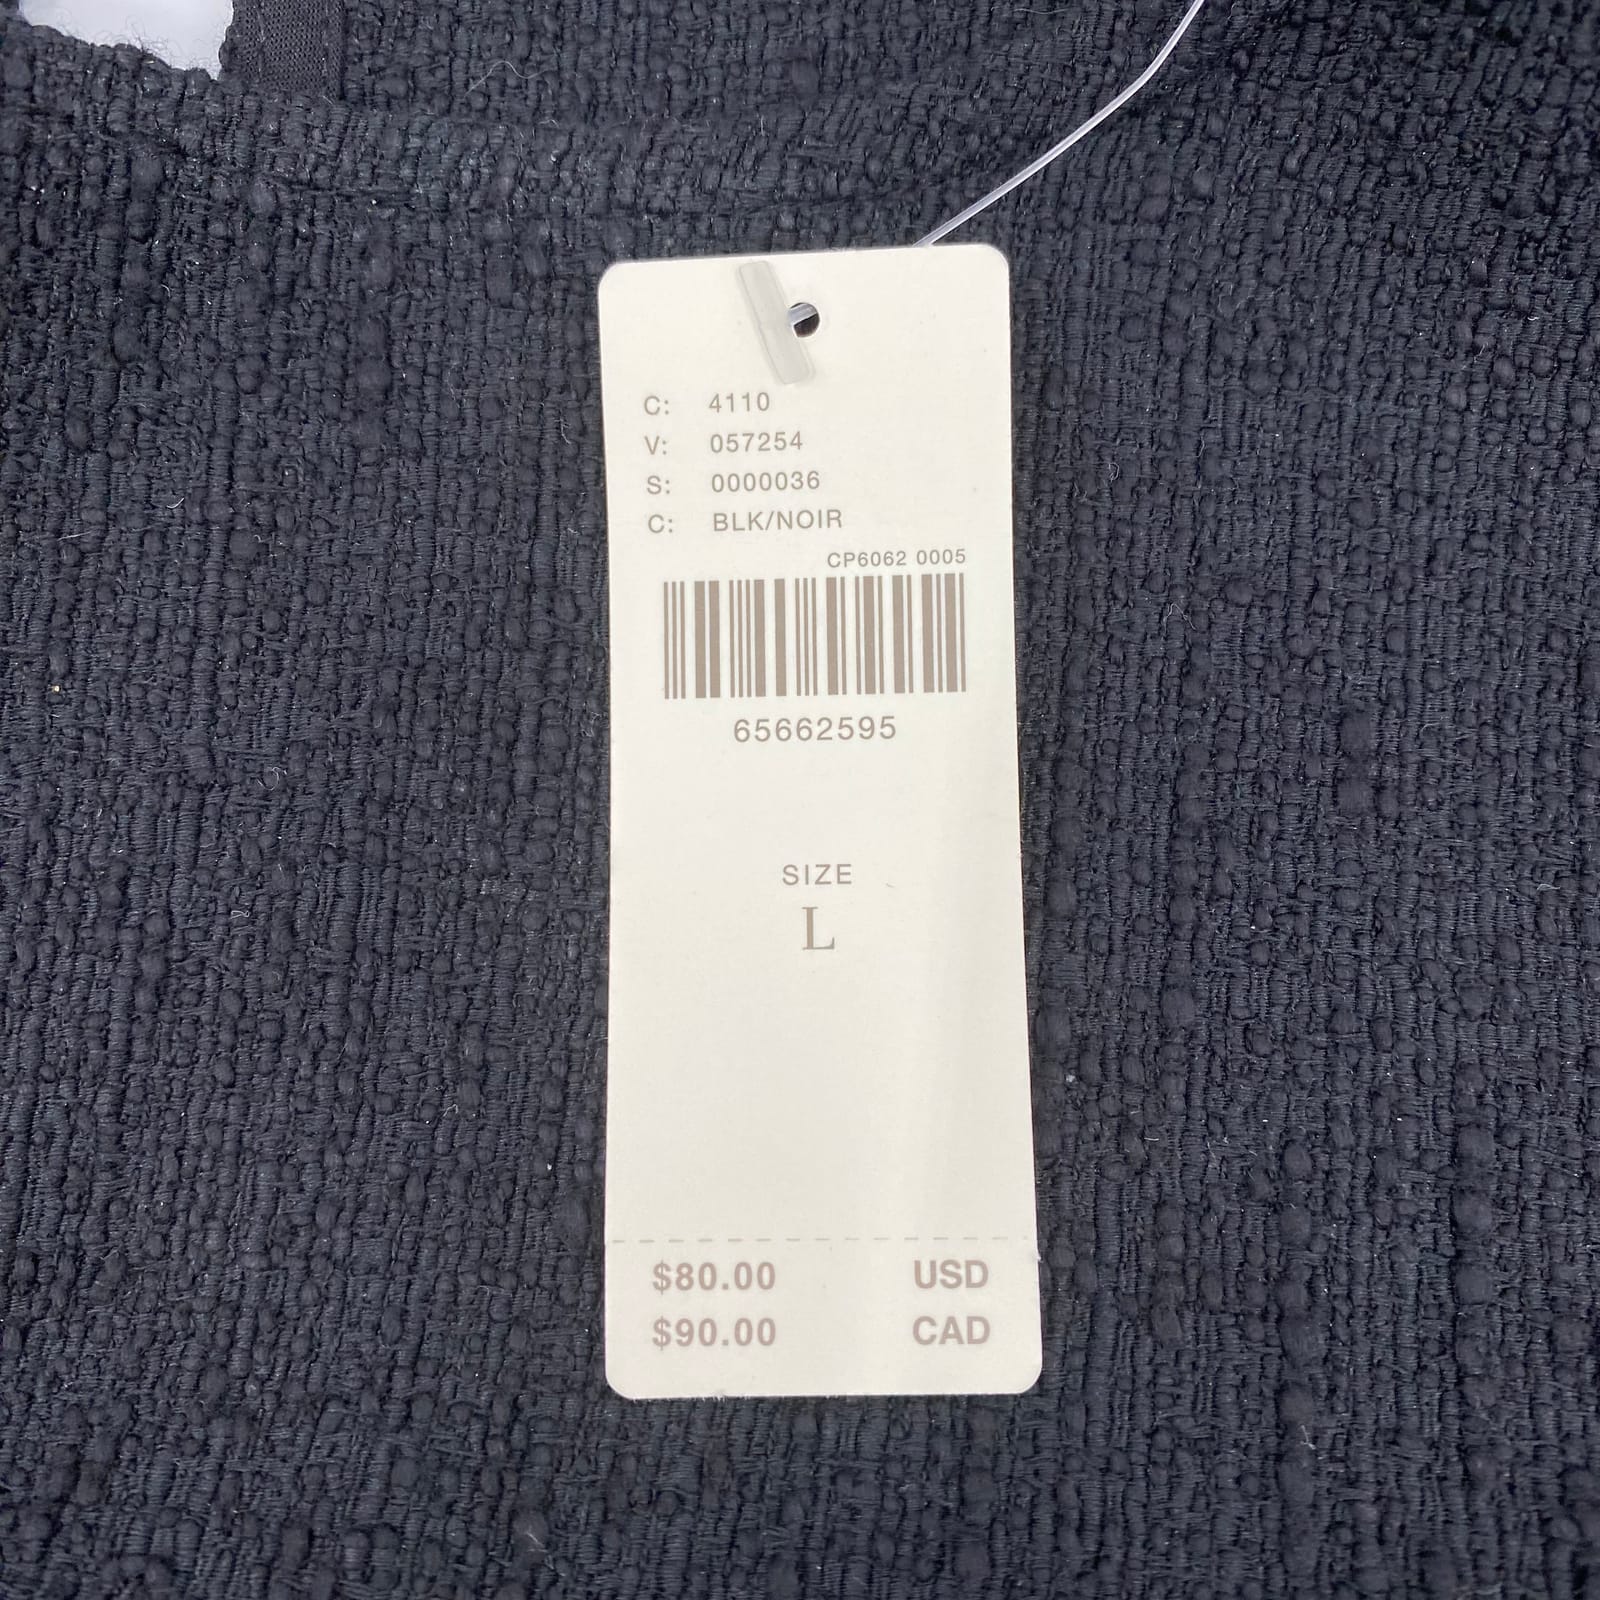 C: 4110
V: 057254
S: 0000036
C: BLK/NOIR
CP6062 0005
65662595
SIZE
L
$80.00 USD
$90.00 CAD